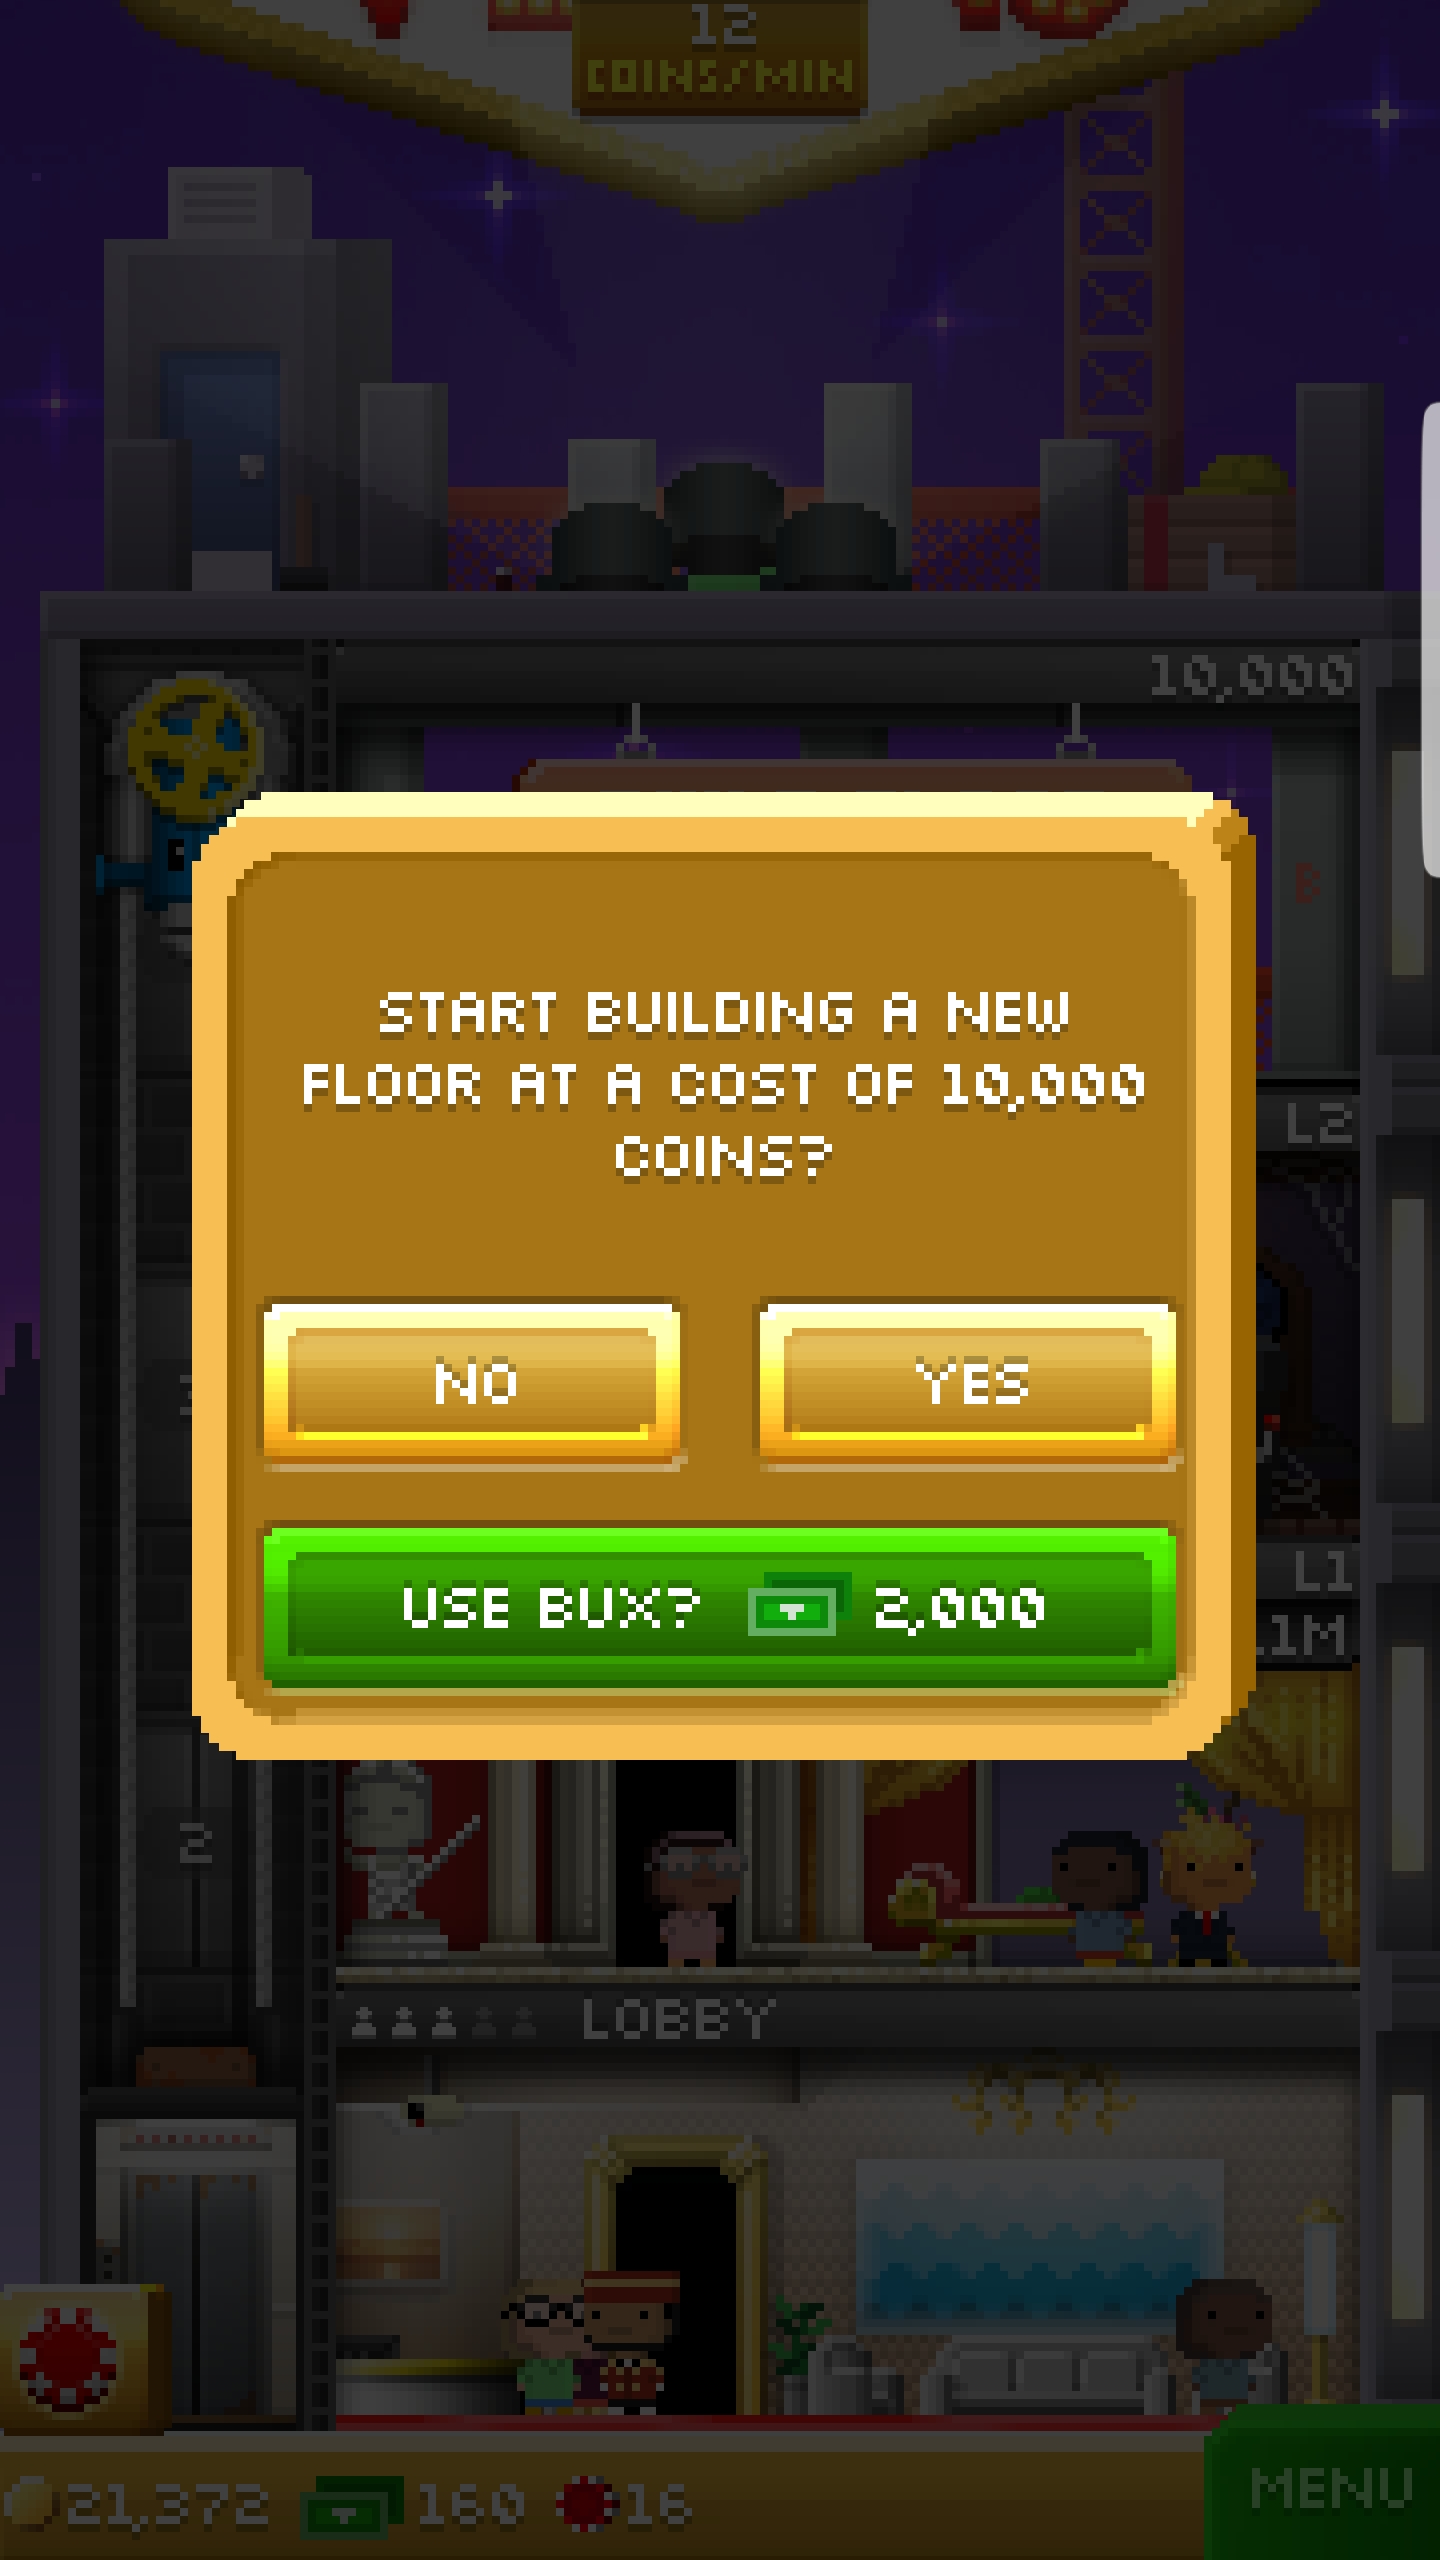 12
COINS/MIN
10,000
B
L2
START BUILDING A NEW
FLOOR AT A COST OF 10,000
COINS?
NO YES
L1
USE BUX? 2,000
1M
2
LOBBY
21,372 160 16
MENU